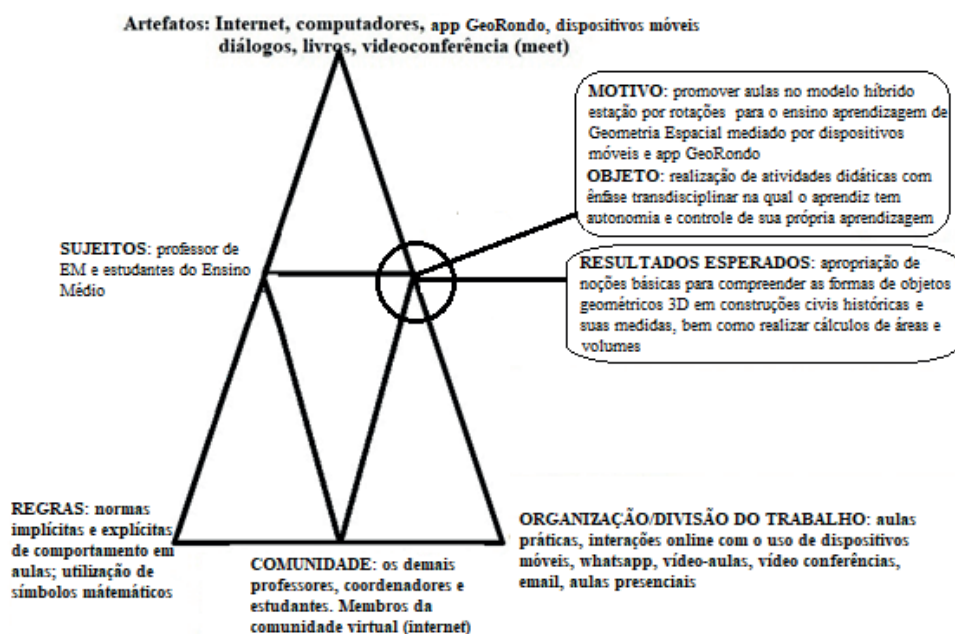 Artefatos: Internet, computadores, app GeoRondo, dispositivos móveis
diálogos, livros, videoconferência (meet)
MOTIVO: promover aulas no modelo híbrido
estação por rotações para o ensino aprendizagem de
Geometria Espacial mediado por dispositivos
móveis e app GeoRondo
OBJETO: realização de atividades didáticas com
ênfase transdisciplinar na qual o aprendiz tem
autonomia e controle de sua própria aprendizagem
SUJEITOS: professor de
EM e estudantes do Ensino
Médio
RESULTADOS ESPERADOS: apropriação de
noções básicas para compreender as formas de objetos
geométricos 3D em construções civis históricas e
suas medidas, bem como realizar cálculos de áreas e
volumes
REGRAS: normas
implícitas e explícitas
de comportamento em
aulas; utilização de
símbolos mátemáticos
COMUNIDADE: os demais
professores, coordenadores e
estudantes. Membros da
comunidade virtual (internet)
ORGANIZAÇÃO/DIVISÃO DO TRABALHO: aulas
práticas, interações online com o uso de dispositivos
móveis, whatsapp, vídeo-aulas, vídeo conferências,
email, aulas presenciais